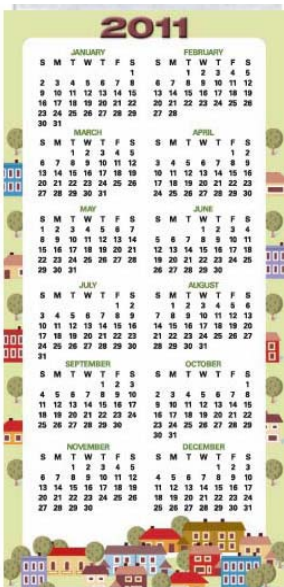 2011
JANUARY
S M T W T F S
1
2 3 4 5 6 7 8
9 10 11 12 13 14 15
16 17 18 19 20 21 22
23 24 25 26 27 28 29
30 31
FEBRUARY
S M T W T F S
1 2 3 4 5
6 7 8 9 10 11 12
13 14 15 16 17 18 19
20 21 22 23 24 25 26
27 28
MARCH
S M T W T F S
1 2 3 4 5
6 7 8 9 10 11 12
13 14 15 16 17 18 19
20 21 22 23 24 25 26
27 28 29 30 31
APRIL
S M T W T F S
1 2
3 4 5 6 7 8 9
10 11 12 13 14 15 16
17 18 19 20 21 22 23
24 25 26 27 28 29 30
MAY
S M T W T F S
1 2 3 4 5 6 7
8 9 10 11 12 13 14
15 16 17 18 19 20 21
22 23 24 25 26 27 28
29 30 31
JUNE
S M T W T F S
1 2 3 4
5 6 7 8 9 10 11
12 13 14 15 16 17 18
19 20 21 22 23 24 25
26 27 28 29 30
JULY
S M T W T F S
1 2
3 4 5 6 7 8 9
10 11 12 13 14 15 16
17 18 19 20 21 22 23
24 25 26 27 28 29 30
31
AUGUST
S M T W T F S
1 2 3 4 5 6
7 8 9 10 11 12 13
14 15 16 17 18 19 20
21 22 23 24 25 26 27
28 29 30 31
SEPTEMBER
S M T W T F S
1 2 3
4 5 6 7 8 9 10
11 12 13 14 15 16 17
18 19 20 21 22 23 24
25 26 27 28 29 30
OCTOBER
S M T W T F S
1
2 3 4 5 6 7 8
9 10 11 12 13 14 15
16 17 18 19 20 21 22
23 24 25 26 27 28 29
30 31
NOVEMBER
S M T W T F S
1 2 3 4 5
6 7 8 9 10 11 12
13 14 15 16 17 18 19
20 21 22 23 24 25 26
27 28 29 30
DECEMBER
S M T W T F S
1 2 3
4 5 6 7 8 9 10
11 12 13 14 15 16 17
18 19 20 21 22 23 24
25 26 27 28 29 30 31